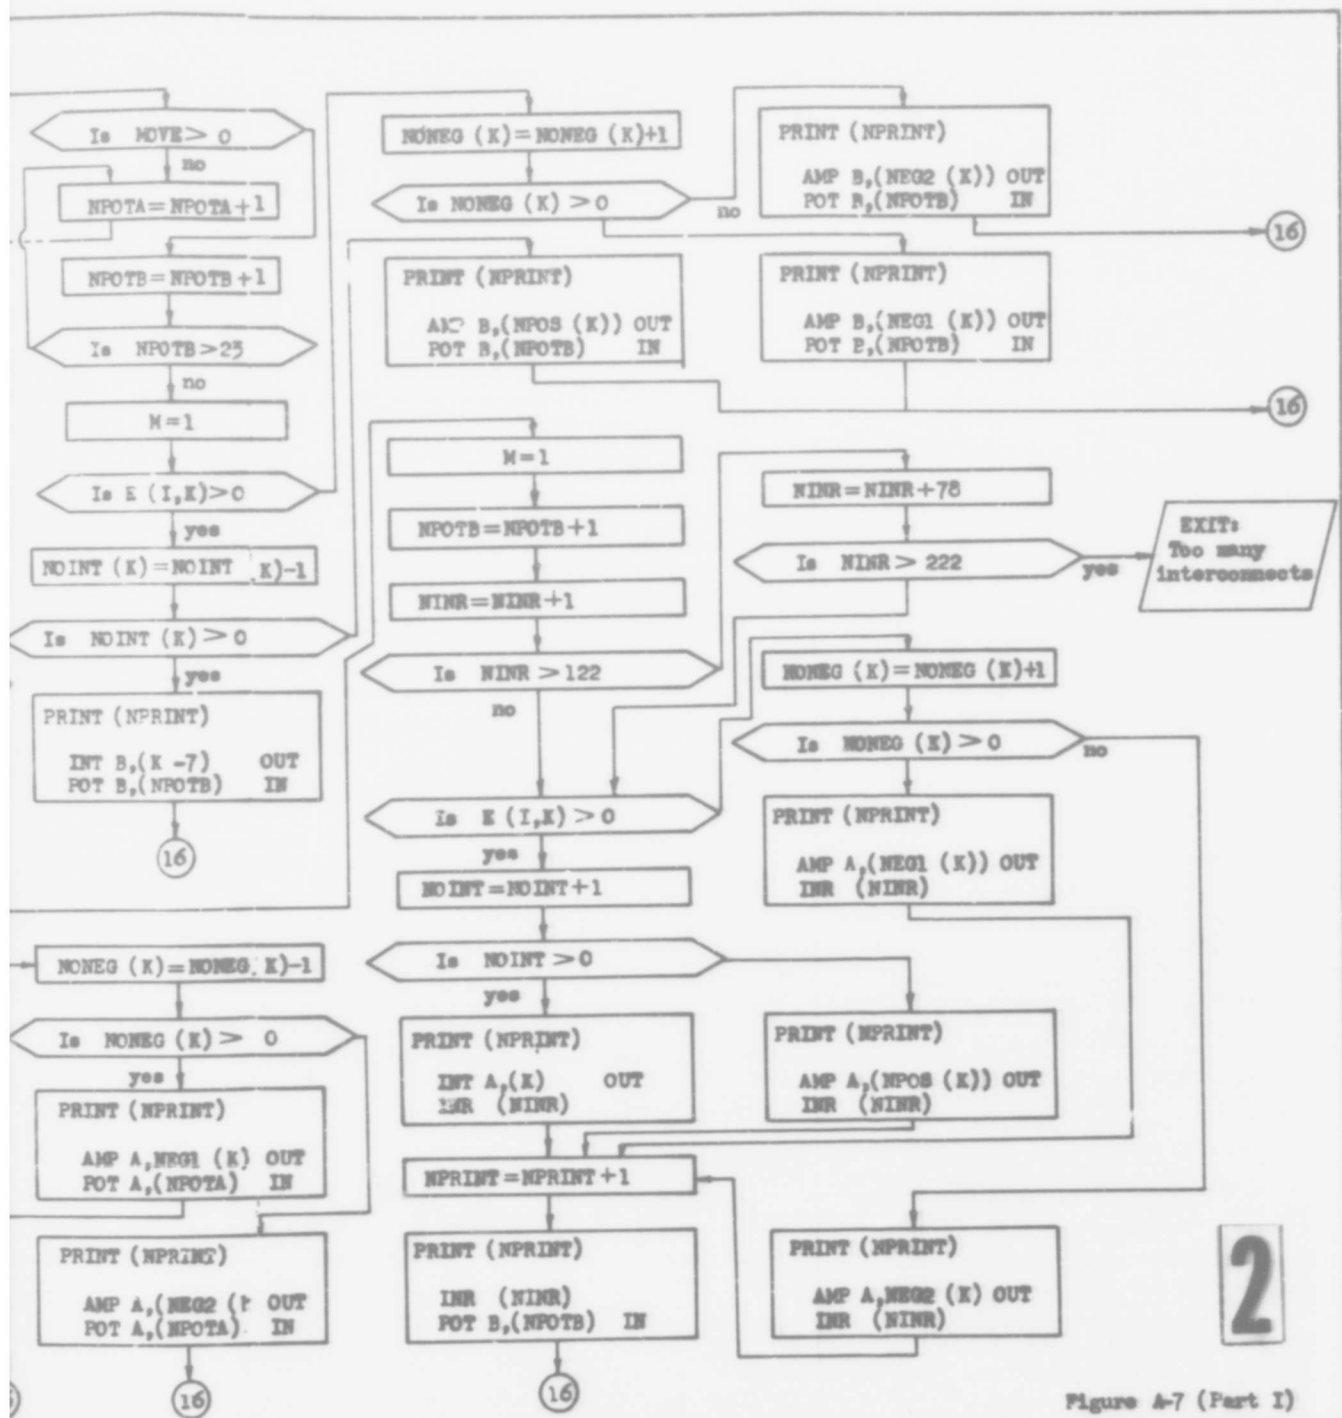 Is MOVE > 0
no
NPOTA = NPOTA + 1
NPOTB = NPOTB + 1
Is NPOTB > 23
no
M = 1
Is E (I,K) > 0
yes
NOINT (K) = NOINT K)-1
Is NOINT (K) > 0
yes
PRINT (NPRINT)
INT B,(K -7) OUT
POT B,(NPOTB) IN
16
NONEG (K) = NONEG K)-1
Is NONEG (K) > 0
yes
PRINT (NPRINT)
AMP A,NEG1 (K) OUT
POT A,(NPOTA) IN
PRINT (NPRINT)
AMP A,(NEG2 ( OUT
POT A,(NPOTA) IN
16
NONEG (K) = NONEG (K)+1
Is NONEG (K) > 0
no
PRINT (NPRINT)
AMP B,(NPOS (K)) OUT
POT B,(NPOTB) IN
M = 1
NPOTB = NPOTB + 1
NINR = NINR + 1
Is NINR > 122
no
Is E (I,K) > 0
yes
NOINT = NOINT + 1
Is NOINT > 0
yes
PRINT (NPRINT)
INT A,(K) OUT
INR (NINR)
NPRINT = NPRINT + 1
PRINT (NPRINT)
INR (NINR)
POT B,(NPOTB) IN
16
PRINT (NPRINT)
AMP B,(NEG2 (K)) OUT
POT B,(NPOTB) IN
16
PRINT (NPRINT)
AMP B,(NEG1 (K)) OUT
POT B,(NPOTB) IN
16
NINR = NINR + 78
Is NINR > 222
yes
EXIT:
Too many
interconnects
NONEG (K) = NONEG (K)+1
Is NONEG (K) > 0
no
PRINT (NPRINT)
AMP A,(NEG1 (K)) OUT
INR (NINR)
PRINT (NPRINT)
AMP A,(NPOS (K)) OUT
INR (NINR)
PRINT (NPRINT)
AMP A,NEG2 (K) OUT
INR (NINR)
2
Figure A-7 (Part I)